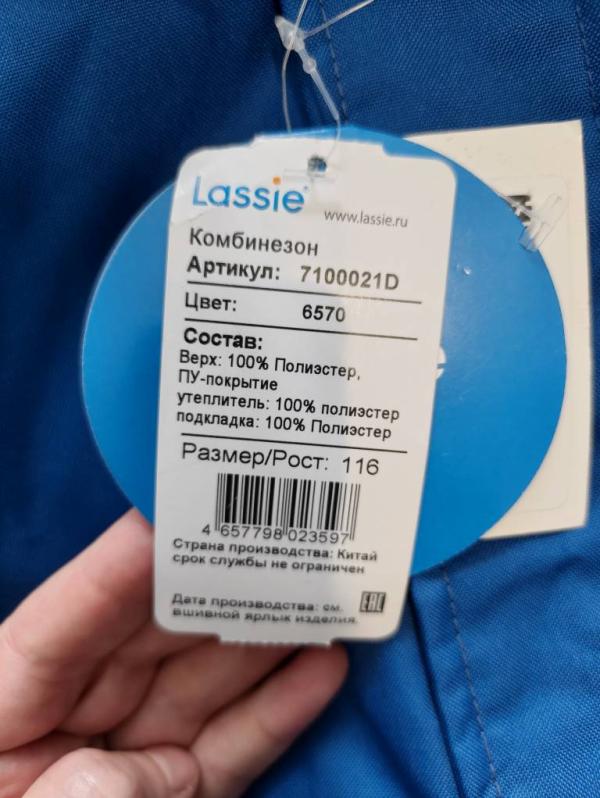 Lassie
www.lassie.ru
Комбинезон
Артикул: 7100021D
Цвет: 6570
Состав:
Верх: 100% Полиэстер,
ПУ-покрытие
утеплитель: 100% полиэстер
подкладка: 100% Полиэстер
Размер/Рост: 116
4 657798 023597
Страна производства: Китай
срок службы не ограничен
Дата производства: см.
вшивной ярлык изделия.
EAC